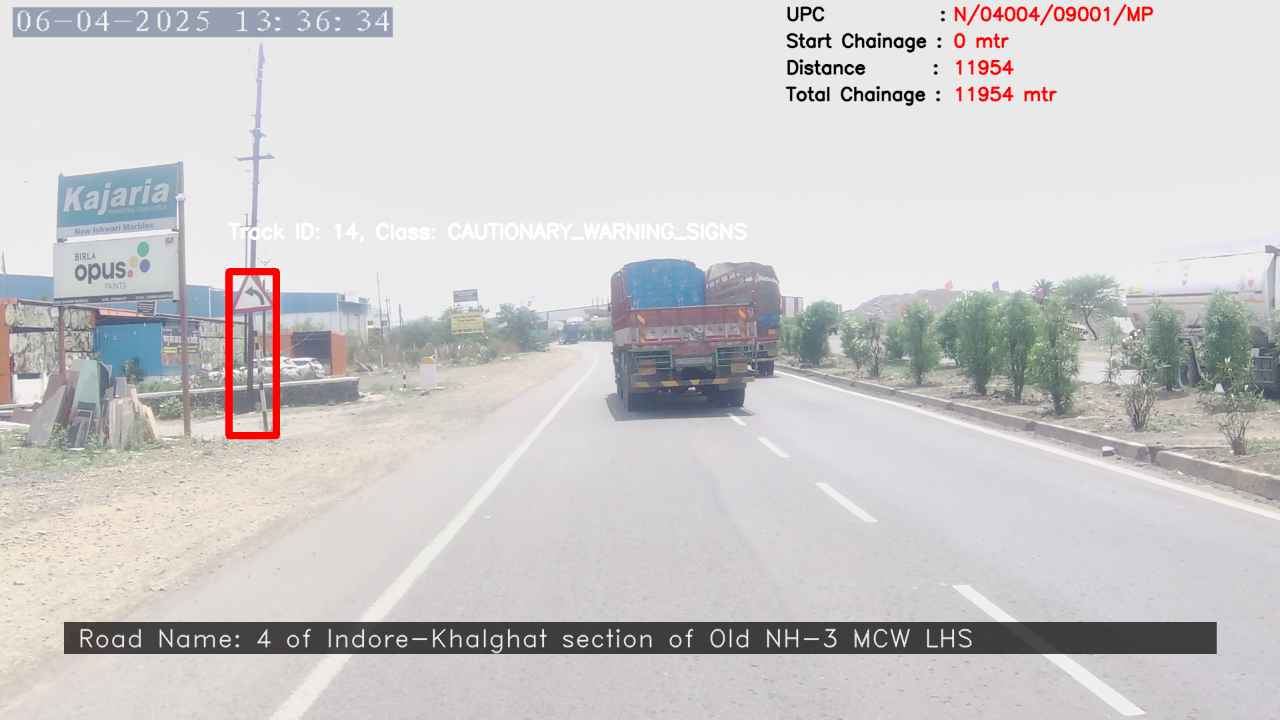 06-04-2025 13:36:34
UPC : N/04004/09001/MP
Start Chainage : 0 mtr
Distance : 11954
Total Chainage : 11954 mtr
Kajaria
New Ishwari Marbles
BIRLA
opus
PAINTS
Track ID: 14, Class: CAUTIONARY_WARNING_SIGNS
Road Name: 4 of Indore-Khalghat section of Old NH-3 MCW LHS